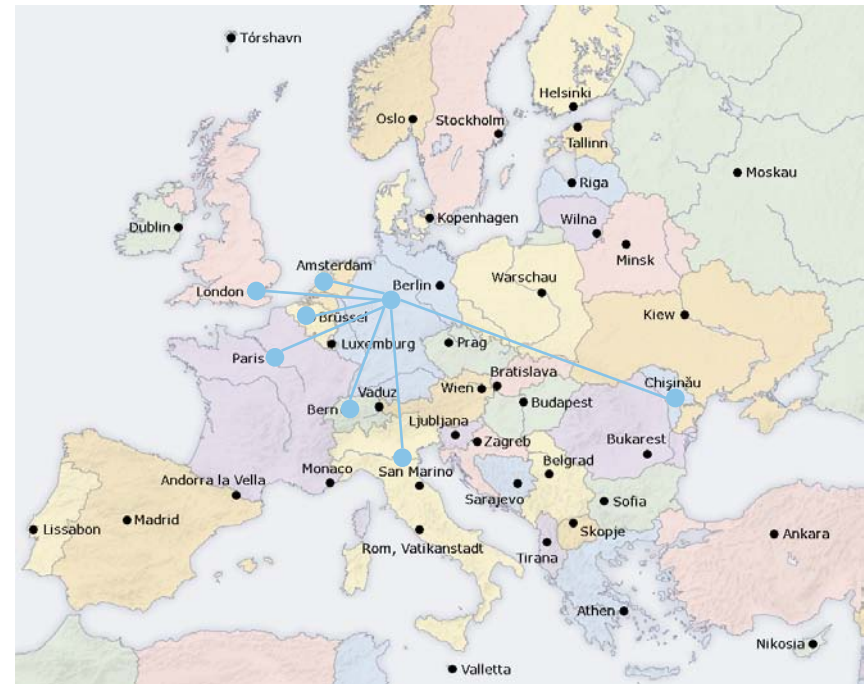 Tórshavn
Helsinki
Oslo
Stockholm
Tallinn
Moskau
Riga
Dublin
Kopenhagen
Wilna
Minsk
Amsterdam
London
Berlin
Warschau
Brüssel
Kiew
Luxemburg
Prag
Paris
Bratislava
Chişinău
Vaduz
Wien
Bern
Budapest
Ljubljana
Zagreb
Bukarest
Belgrad
Monaco
San Marino
Andorra la Vella
Sarajevo
Sofia
Lissabon
Madrid
Skopje
Ankara
Rom, Vatikanstadt
Tirana
Athen
Nikosia
Valletta